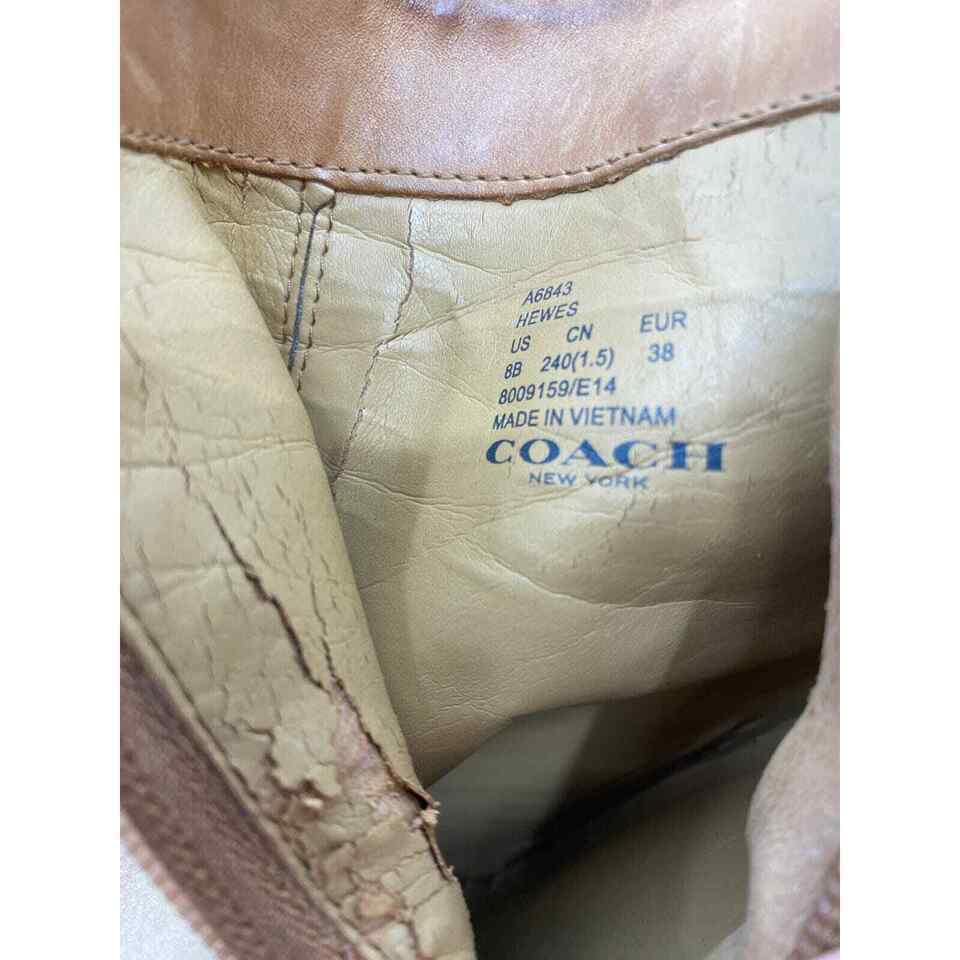 A6843
HEWES
US CN EUR
8B 240(1.5) 38
8009159/E14
MADE IN VIETNAM
COACH
NEW YORK